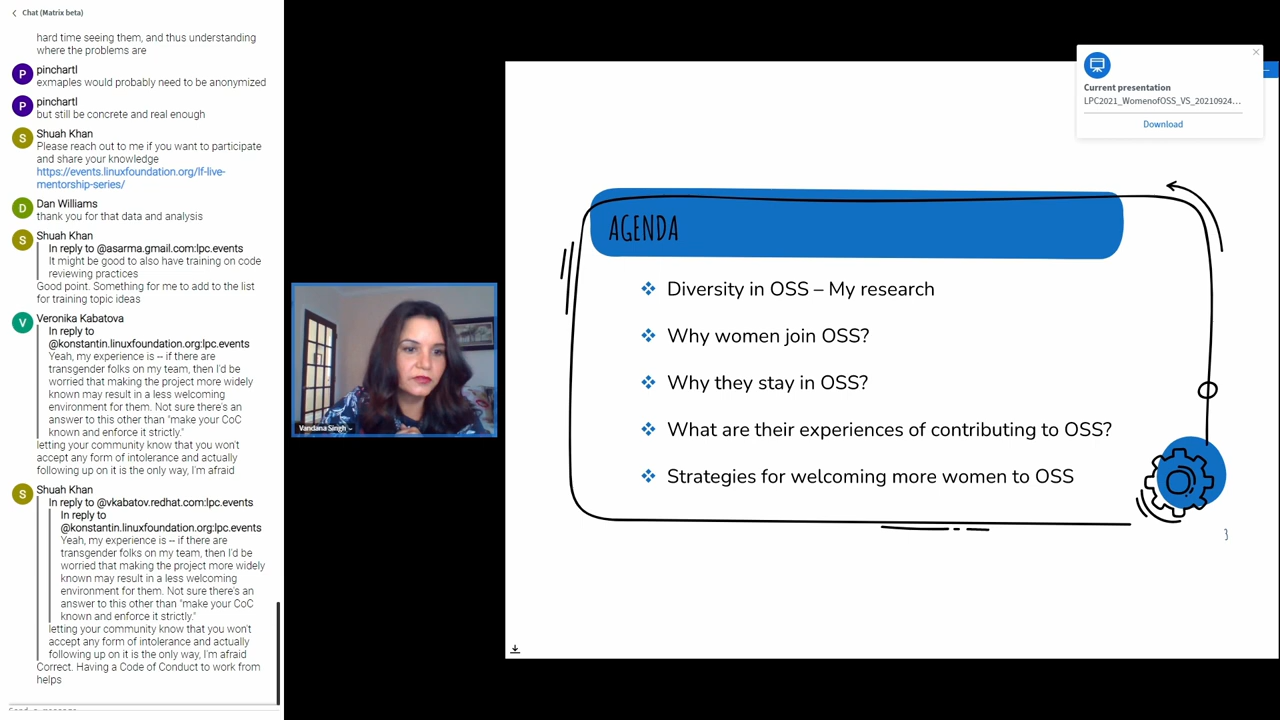 Chat (Matrix beta)
hard time seeing them, and thus understanding
where the problems are
P
pinchartl
exmaples would probably need to be anonymized
P
pinchartl
but still be concrete and real enough
S
Shuah Khan
Please reach out to me if you want to participate
and share your knowledge
https://events.linuxfoundation.org/lf-live-
mentorship-series/
D
Dan Williams
thank you for that data and analysis
S
Shuah Khan
In reply to @asarma.gmail.com:lpc.events
It might be good to also have training on code
reviewing practices
Good point. Something for me to add to the list
for training topic ideas
V
Veronika Kabatova
In reply to
@konstantin.linuxfoundation.org:lpc.events
Yeah, my experience is -- if there are
transgender folks on my team, then I'd be
worried that making the project more widely
known may result in a less welcoming
environment for them. Not sure there's an
answer to this other than "make your CoC
known and enforce it strictly."
letting your community know that you won't
accept any form of intolerance and actually
following up on it is the only way, I'm afraid
S
Shuah Khan
In reply to @vkabatov.redhat.com:lpc.events
In reply to
@konstantin.linuxfoundation.org:lpc.events
Yeah, my experience is -- if there are
transgender folks on my team, then I'd be
worried that making the project more widely
known may result in a less welcoming
environment for them. Not sure there's an
answer to this other than "make your CoC
known and enforce it strictly."
letting your community know that you won't
accept any form of intolerance and actually
following up on it is the only way, I'm afraid
Correct. Having a Code of Conduct to work from
helps
Vandana Singh
Current presentation
LPC2021_WomenofOSS_VS_20210924...
Download
AGENDA
Diversity in OSS – My research
Why women join OSS?
Why they stay in OSS?
What are their experiences of contributing to OSS?
Strategies for welcoming more women to OSS
3